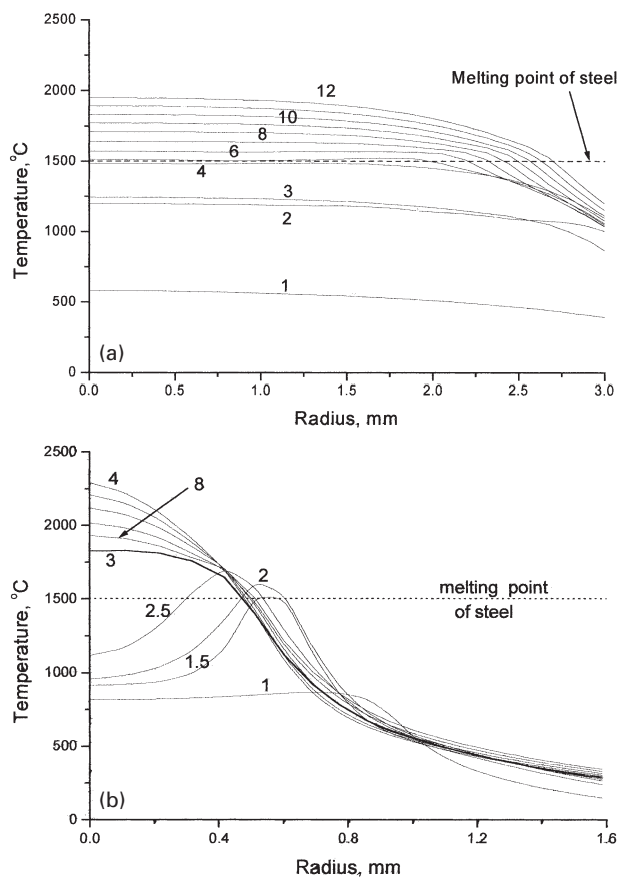 2500
2000
1500
1000
500
0
Temperature, °C
12
10
8
6
4
3
2
1
Melting point of steel
(a)
0.0 0.5 1.0 1.5 2.0 2.5 3.0
Radius, mm
2500
2000
1500
1000
500
0
Temperature, °C
4
8
3
2
2.5
1.5
1
melting point
of steel
(b)
0.0 0.4 0.8 1.2 1.6
Radius, mm